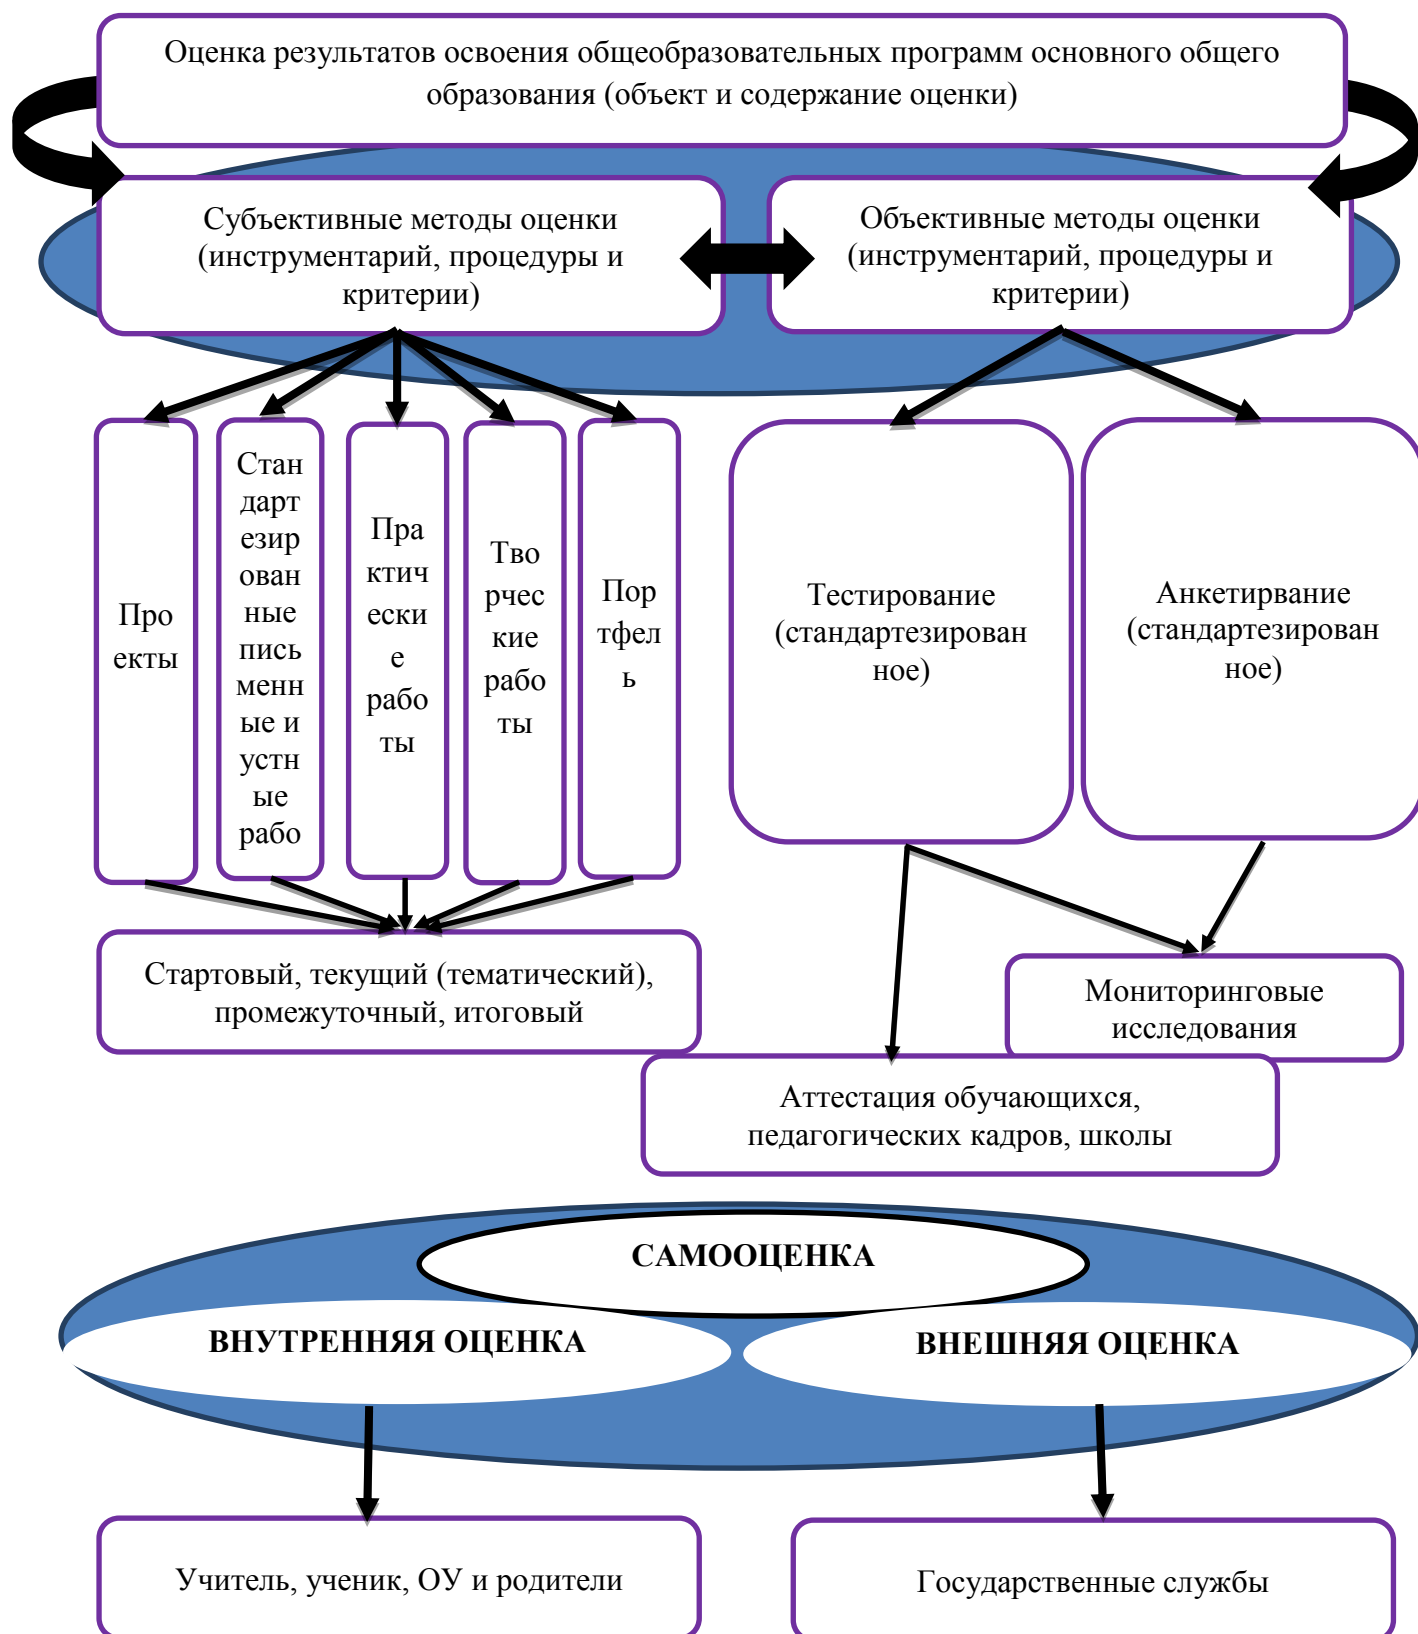 Оценка результатов освоения общеобразовательных программ основного общего
образования (объект и содержание оценки)
Субъективные методы оценки
(инструментарий, процедуры и
критерии)
Объективные методы оценки
(инструментарий, процедуры и
критерии)
Про
екты
Стан
дарт
езир
ован
ные
пись
менн
ые и
устн
ые
рабо
Пра
ктич
ески
е
рабо
ты
Тво
рчес
кие
рабо
ты
Пор
тфел
ь
Тестирование
(стандартезирован
ное)
Анкетирвание
(стандартезирован
ное)
Стартовый, текущий (тематический),
промежуточный, итоговый
Мониторинговые
исследования
Аттестация обучающихся,
педагогических кадров, школы
САМООЦЕНКА
ВНУТРЕННЯЯ ОЦЕНКА
ВНЕШНЯЯ ОЦЕНКА
Учитель, ученик, ОУ и родители
Государственные службы